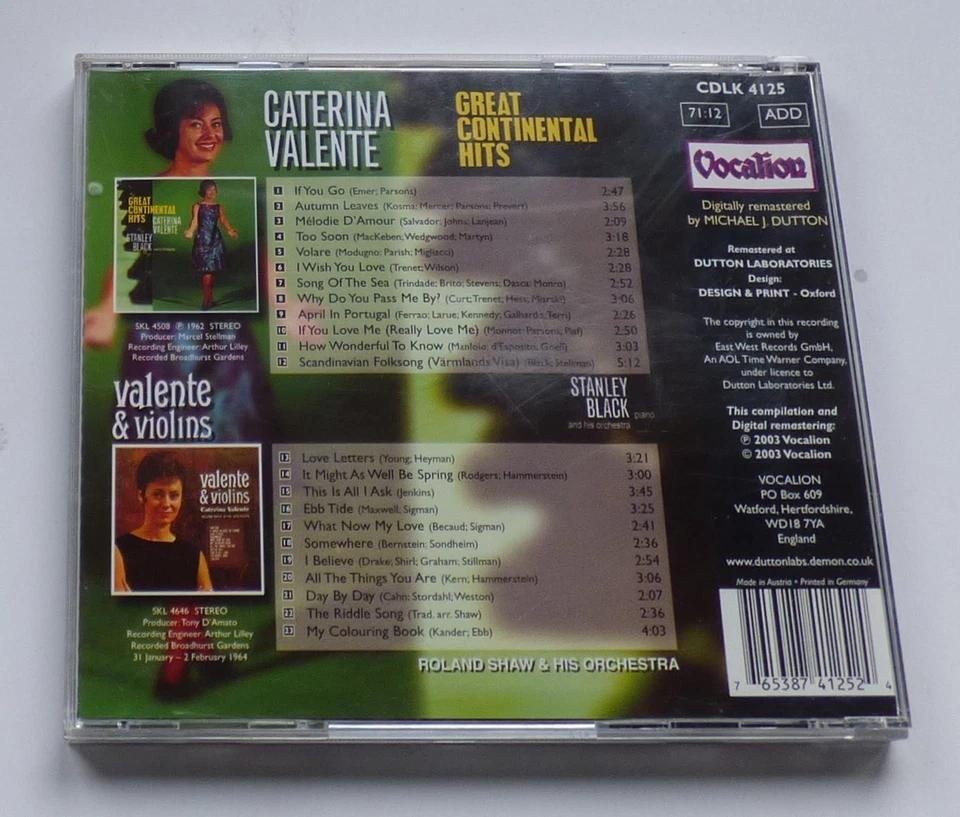 CATERINA
VALENTE
GREAT
CONTINENTAL
HITS
1 If You Go (Emer; Parsons) 2:47
2 Autumn Leaves (Kosma; Mercer; Parsons; Prevert) 3:56
3 Mélodie D'Amour (Salvador; Johns; Lanjean) 2:09
4 Too Soon (MacKeben; Wedgwood; Martyn) 3:18
5 Volare (Modugno; Parish; Migliacci) 2:28
6 I Wish You Love (Trenet; Wilson) 2:28
7 Song Of The Sea (Trindade; Brito; Stevens; Dasca; Monro) 2:52
8 Why Do You Pass Me By? (Curt; Trenet; Hess; Misraki) 3:06
9 April In Portugal (Ferrao; Larue; Kennedy; Galhardo; Terri) 2:26
10 If You Love Me (Really Love Me) (Monnot; Parsons; Piaf) 2:50
11 How Wonderful To Know (Manleio; d'Esposito; Goell) 3:03
12 Scandinavian Folksong (Värmlands Visa) (Black; Stellman) 5:12
STANLEY
BLACK piano
and his orchestra
GREAT
CONTINENTAL
HITS
CATERINA
VALENTE
STANLEY
BLACK
SKL 4508 Ⓟ 1962 STEREO
Producer: Marcel Stellman
Recording Engineer: Arthur Lilley
Recorded Broadhurst Gardens
valente
& violins
13 Love Letters (Young; Heyman) 3:21
14 It Might As Well Be Spring (Rodgers; Hammerstein) 3:00
15 This Is All I Ask (Jenkins) 3:45
16 Ebb Tide (Maxwell, Sigman) 3:25
17 What Now My Love (Becaud; Sigman) 2:41
18 Somewhere (Bernstein; Sondheim) 2:36
19 I Believe (Drake; Shirl; Graham; Stillman) 2:54
20 All The Things You Are (Kern; Hammerstein) 3:06
21 Day By Day (Cahn; Stordahl; Weston) 2:07
22 The Riddle Song (Trad. arr. Shaw) 2:36
23 My Colouring Book (Kander; Ebb) 4:03
ROLAND SHAW & HIS ORCHESTRA
valente
& violins
Caterina Valente
SKL 4646 STEREO
Producer: Tony D'Amato
Recording Engineer Arthur Lilley
Recorded Broadhurst Gardens
31 January – 2 February 1964
CDLK 4125
71:12 ADD
Vocalion
Digitally remastered
by MICHAEL J. DUTTON
Remastered at
DUTTON LABORATORIES
Design:
DESIGN & PRINT - Oxford
The copyright in this recording
is owned by
East West Records GmbH,
An AOL Time Warner Company,
under licence to
Dutton Laboratories Ltd.
This compilation and
Digital remastering:
Ⓟ 2003 Vocalion
© 2003 Vocalion
VOCALION
PO Box 609
Watford, Hertfordshire,
WD18 7YA
England
www.duttonlabs.demon.co.uk
Made in Austria • Printed in Germany
7 65387 41252 4